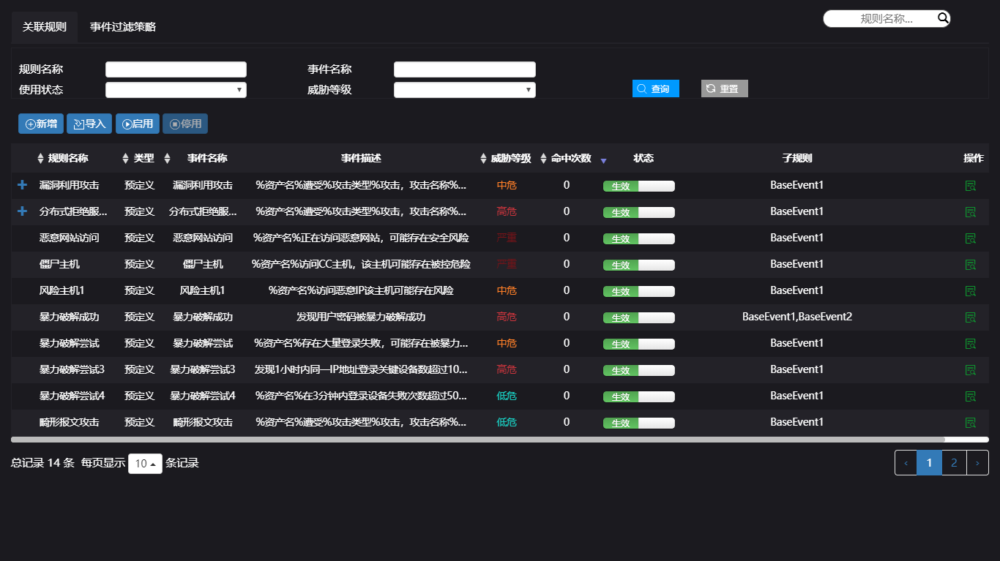 关联规则 事件过滤策略 规则名称...
规则名称 事件名称
使用状态 威胁等级 查询 重置
新增 导入 启用 停用
规则名称 类型 事件名称 事件描述 威胁等级 命中次数 状态 子规则 操作
漏洞利用攻击 预定义 漏洞利用攻击 %资产名%遭受%攻击类型%攻击，攻击名称%... 中危 0 生效 BaseEvent1
分布式拒绝服... 预定义 分布式拒绝服... %资产名%遭受%攻击类型%攻击，攻击名称%... 高危 0 生效 BaseEvent1
恶意网站访问 预定义 恶意网站访问 %资产名%正在访问恶意网站，可能存在安全风险 严重 0 生效 BaseEvent1
僵尸主机 预定义 僵尸主机 %资产名%访问CC主机，该主机可能存在被控危险 严重 0 生效 BaseEvent1
风险主机1 预定义 风险主机1 %资产名%访问恶意IP该主机可能存在风险 中危 0 生效 BaseEvent1
暴力破解成功 预定义 暴力破解成功 发现用户密码被暴力破解成功 高危 0 生效 BaseEvent1,BaseEvent2
暴力破解尝试 预定义 暴力破解尝试 %资产名%存在大量登录失败，可能存在被暴力... 中危 0 生效 BaseEvent1
暴力破解尝试3 预定义 暴力破解尝试3 发现1小时内同一IP地址登录关键设备数超过10... 高危 0 生效 BaseEvent1
暴力破解尝试4 预定义 暴力破解尝试4 %资产名%在3分钟内登录设备失败次数超过50... 低危 0 生效 BaseEvent1
畸形报文攻击 预定义 畸形报文攻击 %资产名%遭受%攻击类型%攻击，攻击名称%... 低危 0 生效 BaseEvent1
总记录 14 条 每页显示 10 条记录 ‹ 1 2 ›